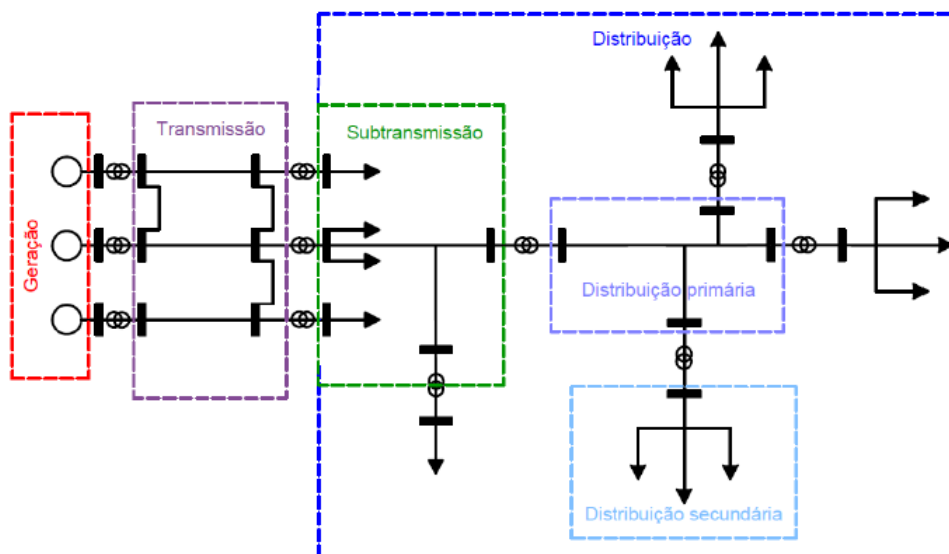 Geração
Transmissão
Subtransmissão
Distribuição
Distribuição primária
Distribuição secundária